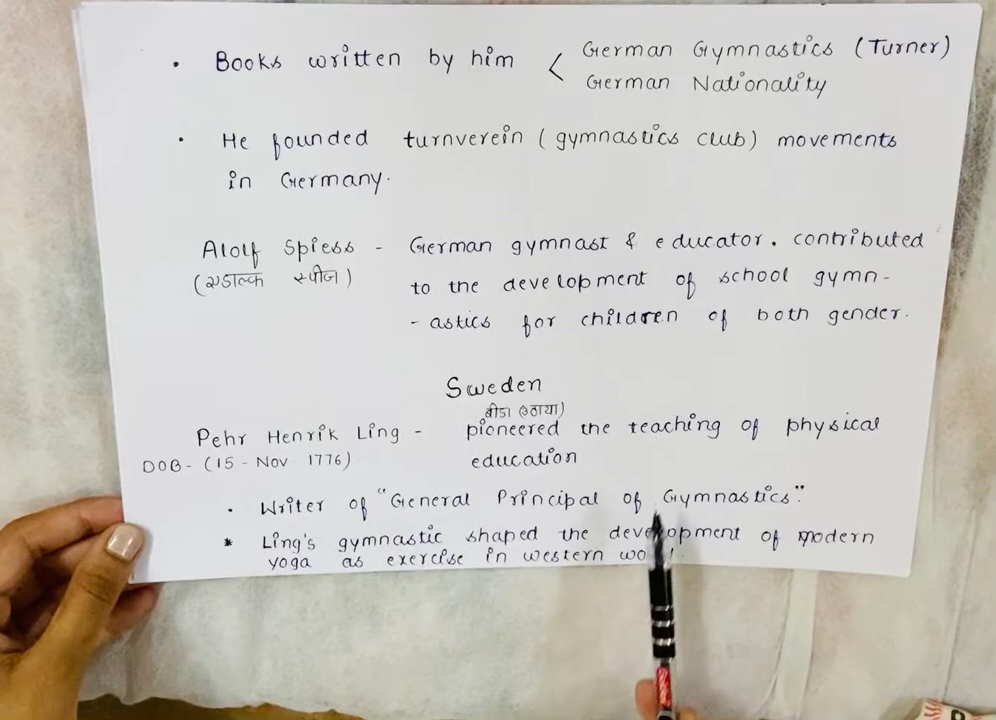 • Books written by him < German Gymnastics (Turner)
German Nationality
• He founded turnverein (gymnastics club) movements
in Germany.
Alolf Spiess - German gymnast & educator. contributed
(अडाल्क स्पीज) to the development of school gymn-
-astics for children of both gender.
Sweden
बीडा उठाया)
Pehr Henrik Ling - pioneered the teaching of physical
DOB - (15 - Nov 1776) education
• Writer of "General Principal of Gymnastics".
* Ling's gymnastic shaped the development of modern
yoga as exercise in western